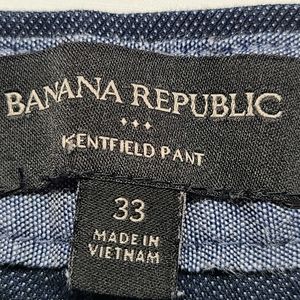 BANANA REPUBLIC
KENTFIELD PANT
33
MADE IN
VIETNAM